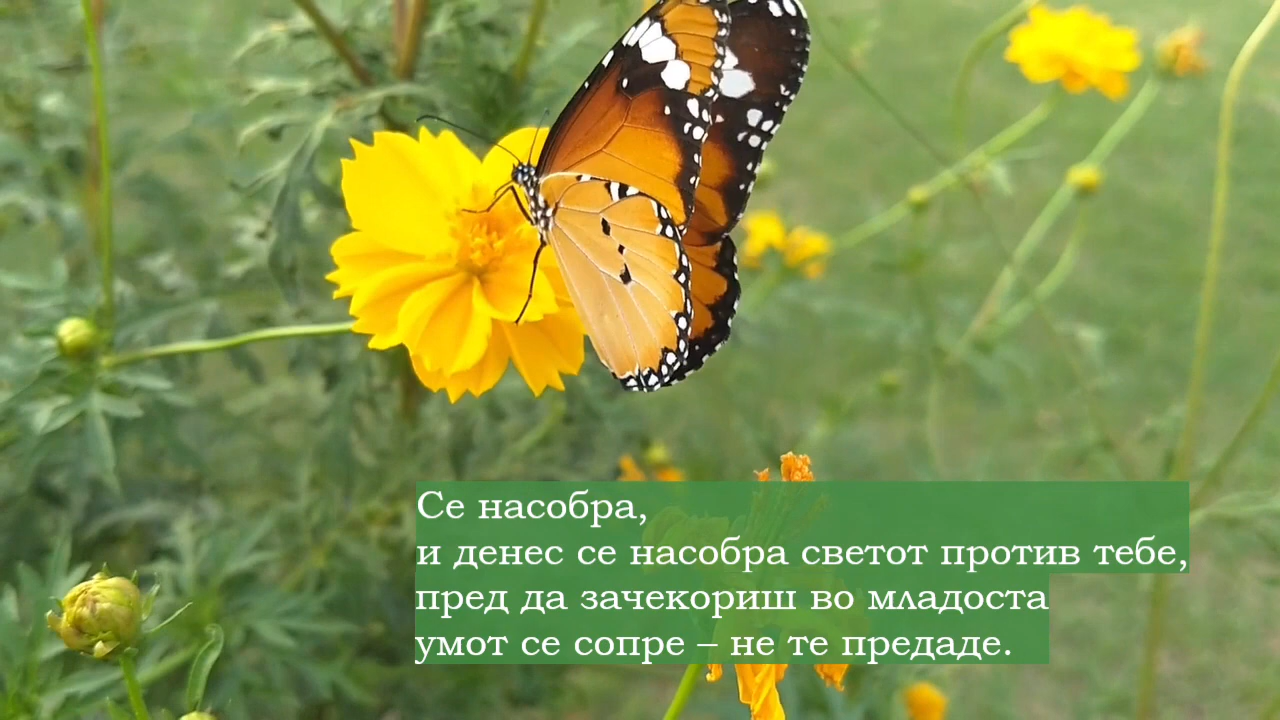 Се насобра,
и денес се насобра светот против тебе,
пред да зачекориш во младоста
умот се сопре – не те предаде.